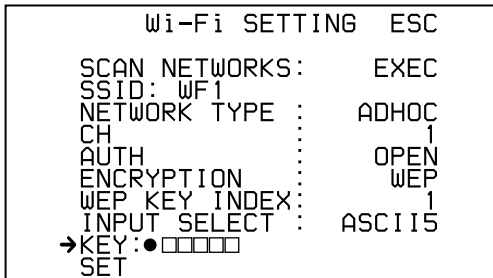 Wi-Fi SETTING ESC
SCAN NETWORKS: EXEC
SSID: WF1
NETWORK TYPE : ADHOC
CH : 1
AUTH : OPEN
ENCRYPTION : WEP
WEP KEY INDEX: 1
INPUT SELECT : ASCII5
→KEY:●□□□□□
SET